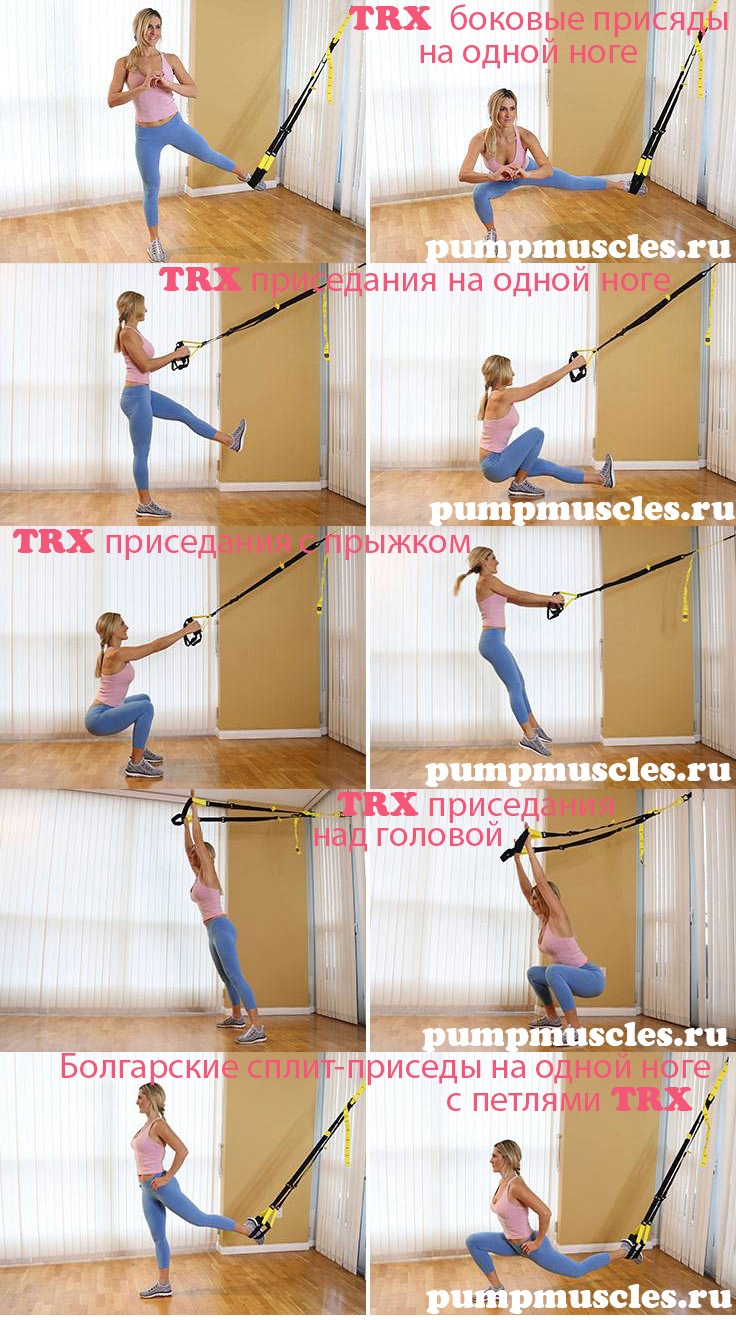 TRX боковые присяды
на одной ноге
pumpmuscles.ru
TRX приседания на одной ноге
pumpmuscles.ru
TRX приседания с прыжком
pumpmuscles.ru
TRX приседания
над головой
pumpmuscles.ru
Болгарские сплит-приседы на одной ноге
с петлями TRX
pumpmuscles.ru